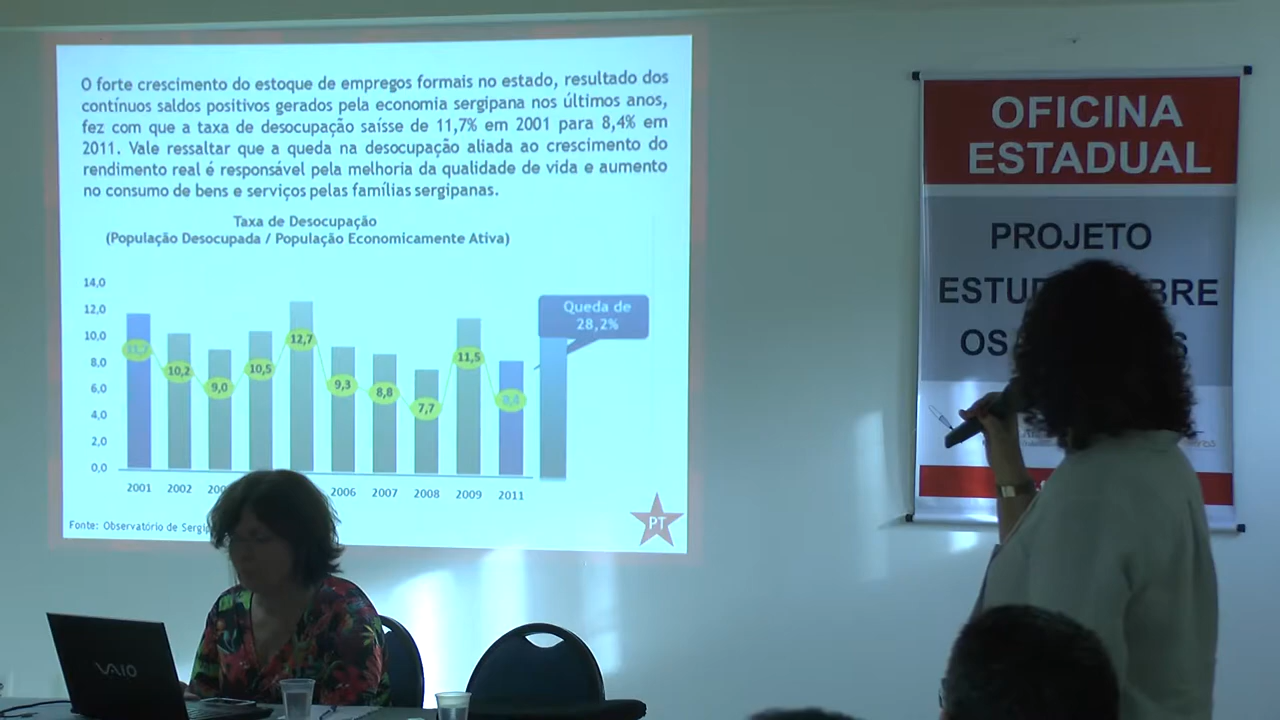 O forte crescimento do estoque de empregos formais no estado, resultado dos
contínuos saldos positivos gerados pela economia sergipana nos últimos anos,
fez com que a taxa de desocupação saísse de 11,7% em 2001 para 8,4% em
2011. Vale ressaltar que a queda na desocupação aliada ao crescimento do
rendimento real é responsável pela melhoria da qualidade de vida e aumento
no consumo de bens e serviços pelas famílias sergipanas.
Taxa de Desocupação
(População Desocupada / População Economicamente Ativa)
14,0
12,0
10,0
8,0
6,0
4,0
2,0
0,0
11,7
10,2
9,0
10,5
12,7
9,3
8,8
7,7
11,5
8,4
Queda de
28,2%
2001 2002 2006 2007 2008 2009 2011
Fonte: Observatório de
PT
OFICINA
ESTADUAL
PROJETO
OS
VAIO